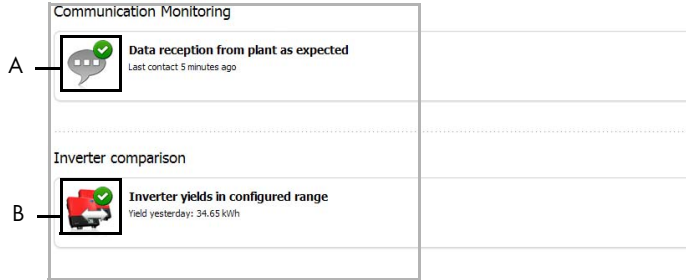 Communication Monitoring
A
Data reception from plant as expected
Last contact 5 minutes ago
Inverter comparison
B
Inverter yields in configured range
Yield yesterday: 34.65 kWh